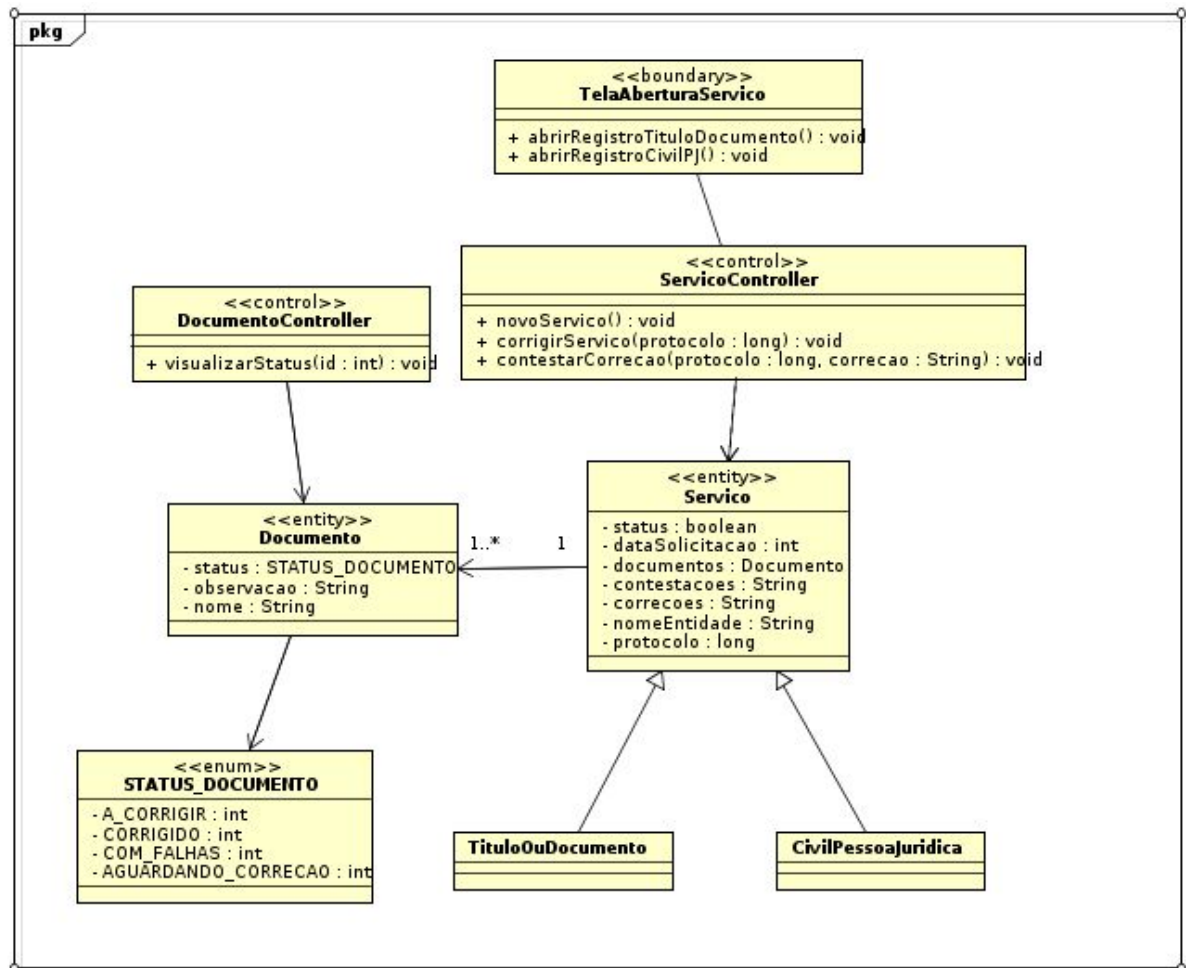 pkg
<<boundary>>
TelaAberturaServico
+ abrirRegistroTituloDocumento() : void
+ abrirRegistroCivilPJ() : void
<<control>>
ServicoController
+ novoServico() : void
+ corrigirServico(protocolo : long) : void
+ contestarCorrecao(protocolo : long, correcao : String) : void
<<control>>
DocumentoController
+ visualizarStatus(id : int) : void
<<entity>>
Servico
- status : boolean
- dataSolicitacao : int
- documentos : Documento
- contestacoes : String
- correcoes : String
- nomeEntidade : String
- protocolo : long
<<entity>>
Documento
- status : STATUS_DOCUMENTO
- observacao : String
- nome : String
1..* 1
<<enum>>
STATUS_DOCUMENTO
- A_CORRIGIR : int
- CORRIGIDO : int
- COM_FALHAS : int
- AGUARDANDO_CORRECAO : int
TituloOuDocumento
CivilPessoaJuridica